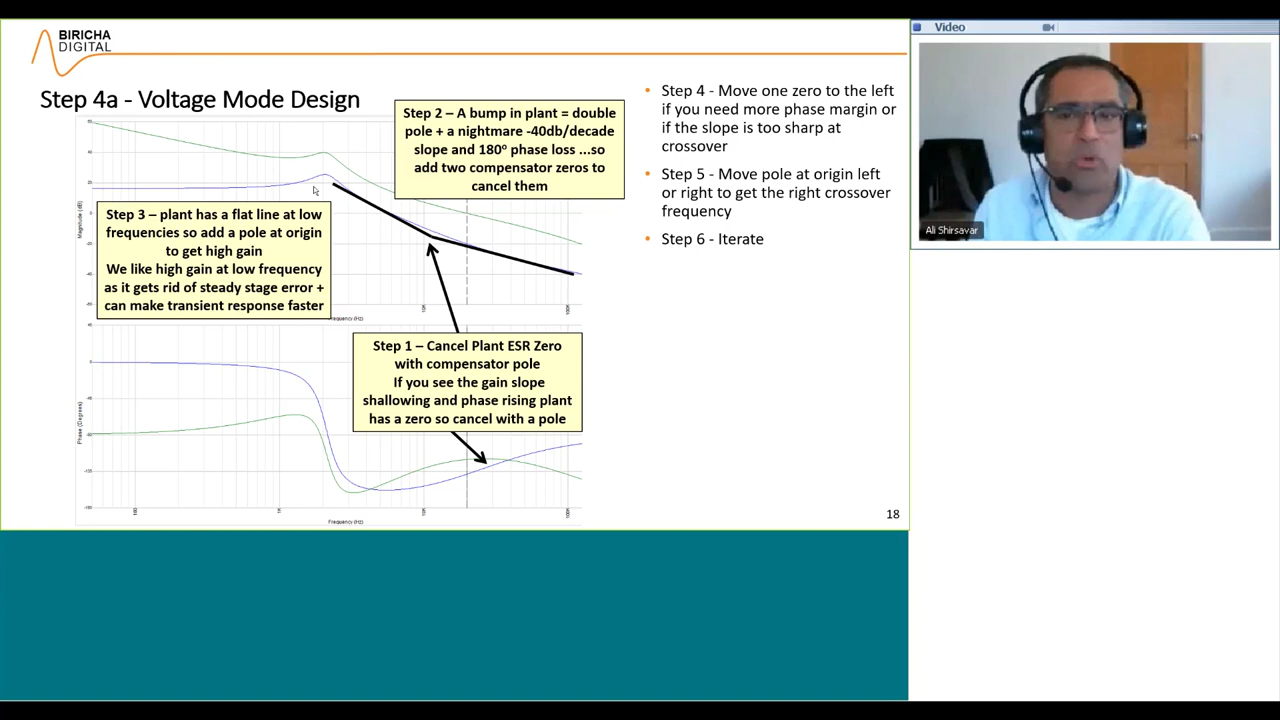 BIRICHA
DIGITAL
Step 4a - Voltage Mode Design
Step 2 – A bump in plant = double
pole + a nightmare -40db/decade
slope and 180° phase loss ...so
add two compensator zeros to
cancel them
Step 3 – plant has a flat line at low
frequencies so add a pole at origin
to get high gain
We like high gain at low frequency
as it gets rid of steady stage error +
can make transient response faster
Step 1 – Cancel Plant ESR Zero
with compensator pole
If you see the gain slope
shallowing and phase rising plant
has a zero so cancel with a pole
Magnitude (dB)
Phase (Degrees)
Frequency (Hz)
18
• Step 4 - Move one zero to the left
if you need more phase margin or
if the slope is too sharp at
crossover
• Step 5 - Move pole at origin left
or right to get the right crossover
frequency
• Step 6 - Iterate
Video
Ali Shirsavar